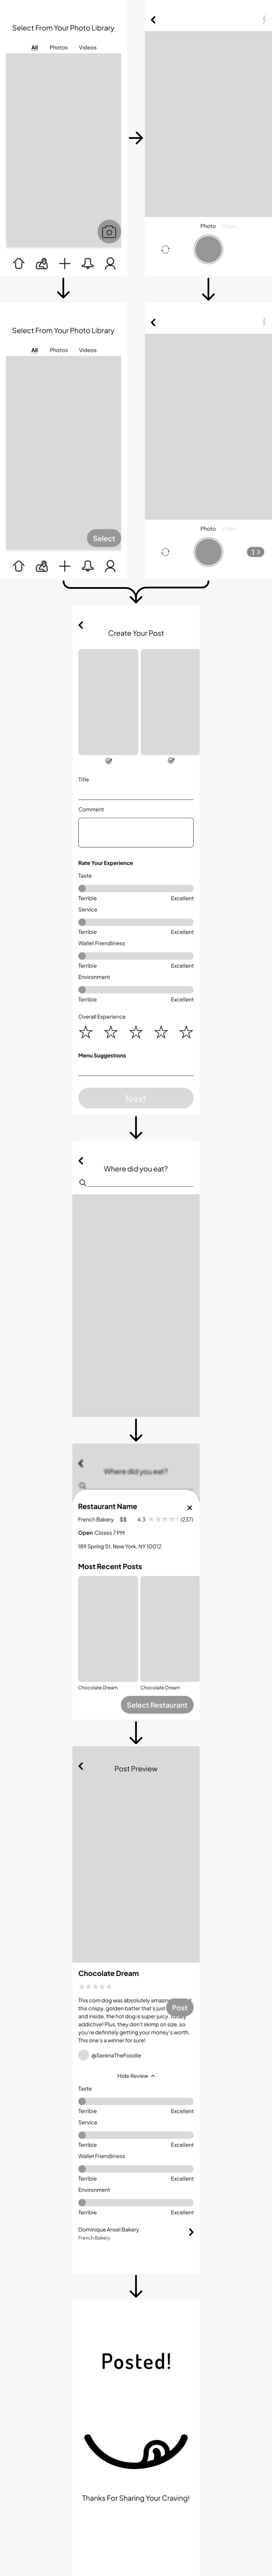 Select From Your Photo Library
All Photos Videos
Photo Video
Select From Your Photo Library
All Photos Videos
Select
Photo Video
1
Create Your Post
Title
Comment
Rate Your Experience
Taste
Terrible Excellent
Service
Terrible Excellent
Wallet Friendliness
Terrible Excellent
Environment
Terrible Excellent
Overall Experience
Menu Suggestions
Next
Where did you eat?
Where did you eat?
Restaurant Name
French Bakery $$ 4.3 (237)
Open Closes 7 PM
189 Spring St, New York, NY 10012
Most Recent Posts
Chocolate Dream Chocolate Dream
Select Restaurant
Post Preview
Chocolate Dream
This corn dog was absolutely
this crispy, golden batter that's just
Post
and inside, the hot dog is super juicy. Totally
addictive! Plus, they don't skimp on size, so
you're definitely getting your money's worth.
This one's a winner for sure!
@SerenaTheFoodie
Hide Review
Taste
Terrible Excellent
Service
Terrible Excellent
Wallet Friendliness
Terrible Excellent
Environment
Terrible Excellent
Dominique Ansel Bakery
French Bakery
Posted!
Thanks For Sharing Your Craving!